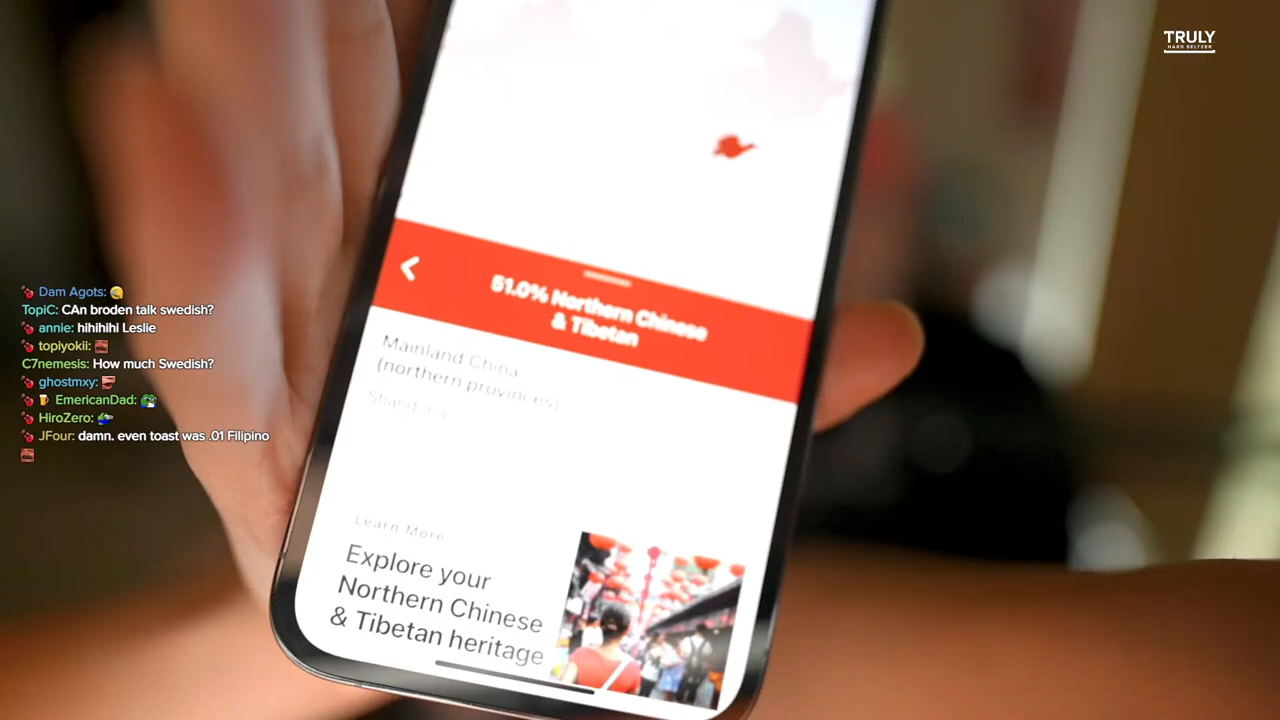 TRULY
HARD SELTZER
51.0% Northern Chinese
& Tibetan
Mainland China
(northern provinces)
Shandong
Learn More
Explore your
Northern Chinese
& Tibetan heritage
Dam Agots:
TopiC: CAn broden talk swedish?
annie: hihihihi Leslie
topiyokii:
C7nemesis: How much Swedish?
ghostmxy:
EmericanDad:
HiroZero:
JFour: damn. even toast was .01 Filipino